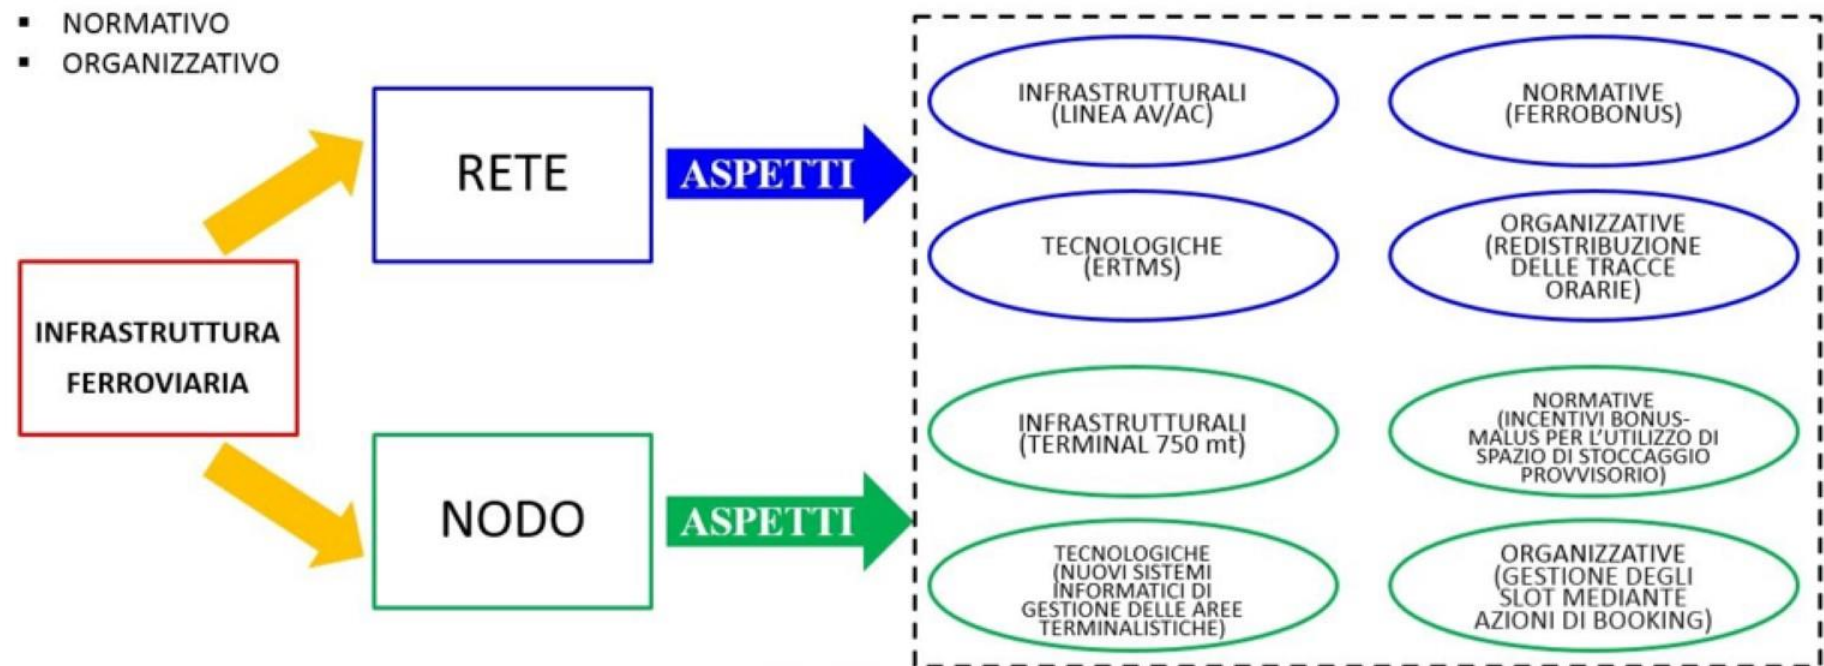 ▪ NORMATIVO
▪ ORGANIZZATIVO
INFRASTRUTTURA
FERROVIARIA
RETE
ASPETTI
INFRASTRUTTURALI
(LINEA AV/AC)
NORMATIVE
(FERROBONUS)
TECNOLOGICHE
(ERTMS)
ORGANIZZATIVE
(REDISTRIBUZIONE
DELLE TRACCE
ORARIE)
NODO
ASPETTI
INFRASTRUTTURALI
(TERMINAL 750 mt)
NORMATIVE
(INCENTIVI BONUS-
MALUS PER L'UTILIZZO DI
SPAZIO DI STOCCAGGIO
PROVVISORIO)
TECNOLOGICHE
(NUOVI SISTEMI
INFORMATICI DI
GESTIONE DELLE AREE
TERMINALISTICHE)
ORGANIZZATIVE
(GESTIONE DEGLI
SLOT MEDIANTE
AZIONI DI BOOKING)